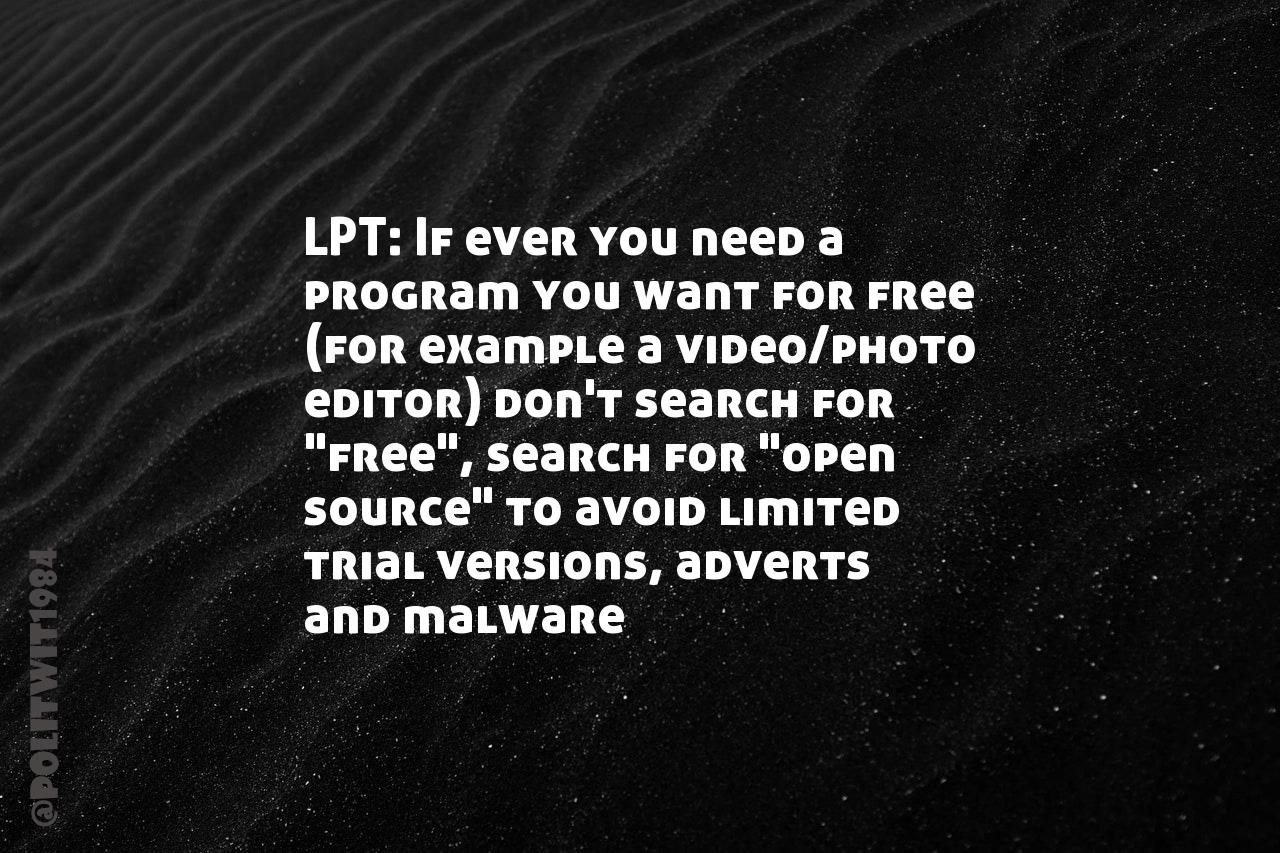 LPT: If ever you need a
program you want for free
(for example a video/photo
editor) don't search for
"free", search for "open
source" to avoid limited
trial versions, adverts
and malware
@POLITWIT1984